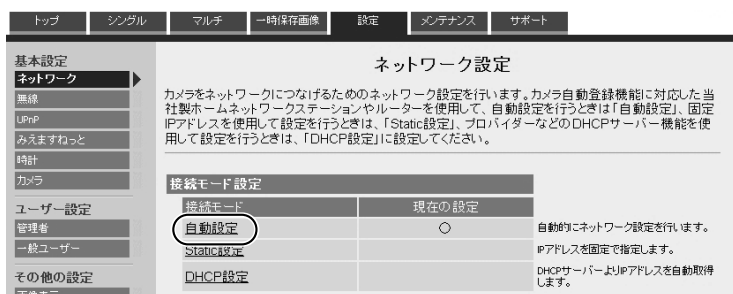 トップ
シングル
マルチ
一時保存画像
設定
メンテナンス
サポート
基本設定
ネットワーク
無線
UPnP
みえますねっと
時計
カメラ
ユーザー設定
管理者
一般ユーザー
その他の設定
ネットワーク設定
カメラをネットワークにつなげるためのネットワーク設定を行います。カメラ自動登録機能に対応した当
社製ホームネットワークステーションやルーターを使用して、自動設定を行うときは「自動設定」、固定
IPアドレスを使用して設定を行うときは、「Static設定」、プロバイダーなどのDHCPサーバー機能を使
用して設定を行うときは、「DHCP設定」に設定してください。
接続モード設定
接続モード 現在の設定
自動設定 ○ 自動的にネットワーク設定を行います。
Static設定 IPアドレスを固定で指定します。
DHCP設定 DHCPサーバーよりIPアドレスを自動取得
します。